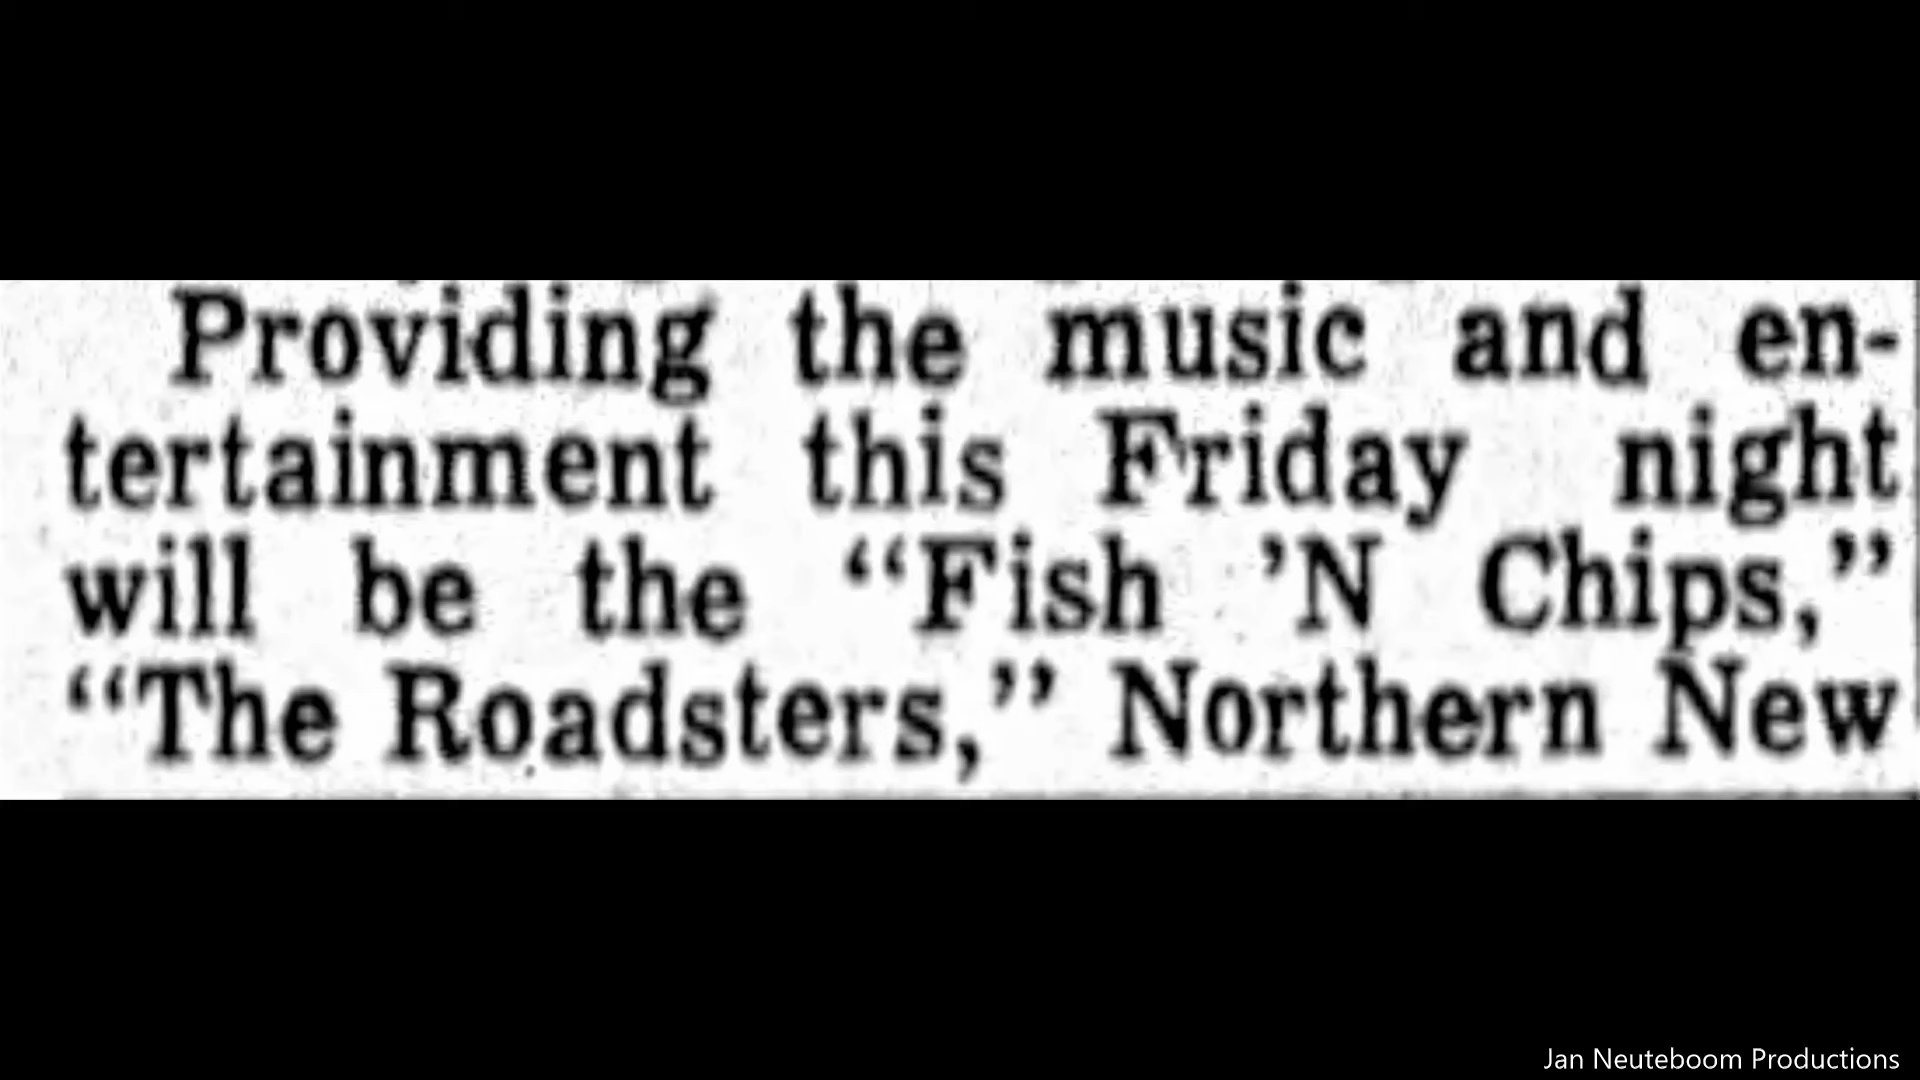 Providing the music and en-
tertainment this Friday night
will be the “Fish ’N Chips,”
“The Roadsters,” Northern New
Jan Neuteboom Productions